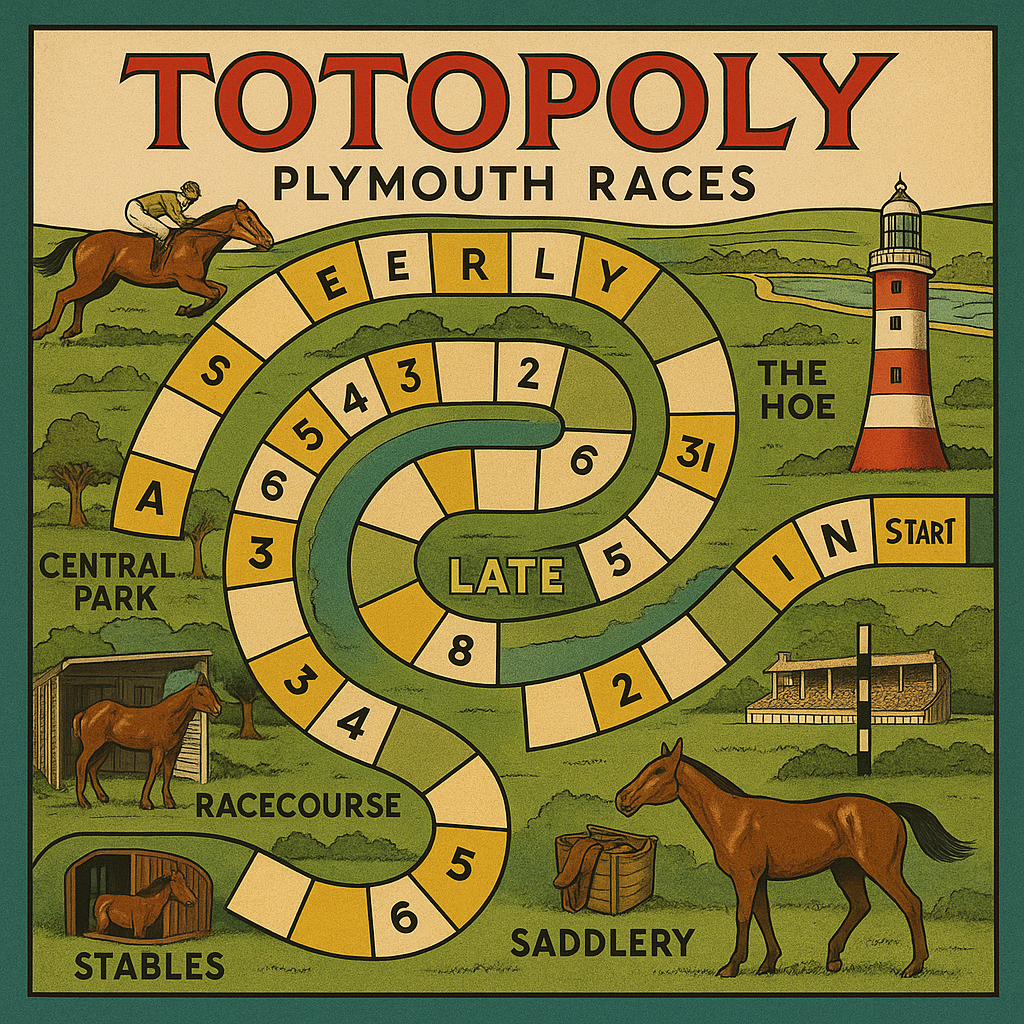 TOTOPOLY
PLYMOUTH RACES
S E E R L Y
A
5 4 3 2
6
3
3
4
5
6
31
5
6
8
2
I N START
LATE
THE
HOE
CENTRAL
PARK
RACECOURSE
STABLES
SADDLERY